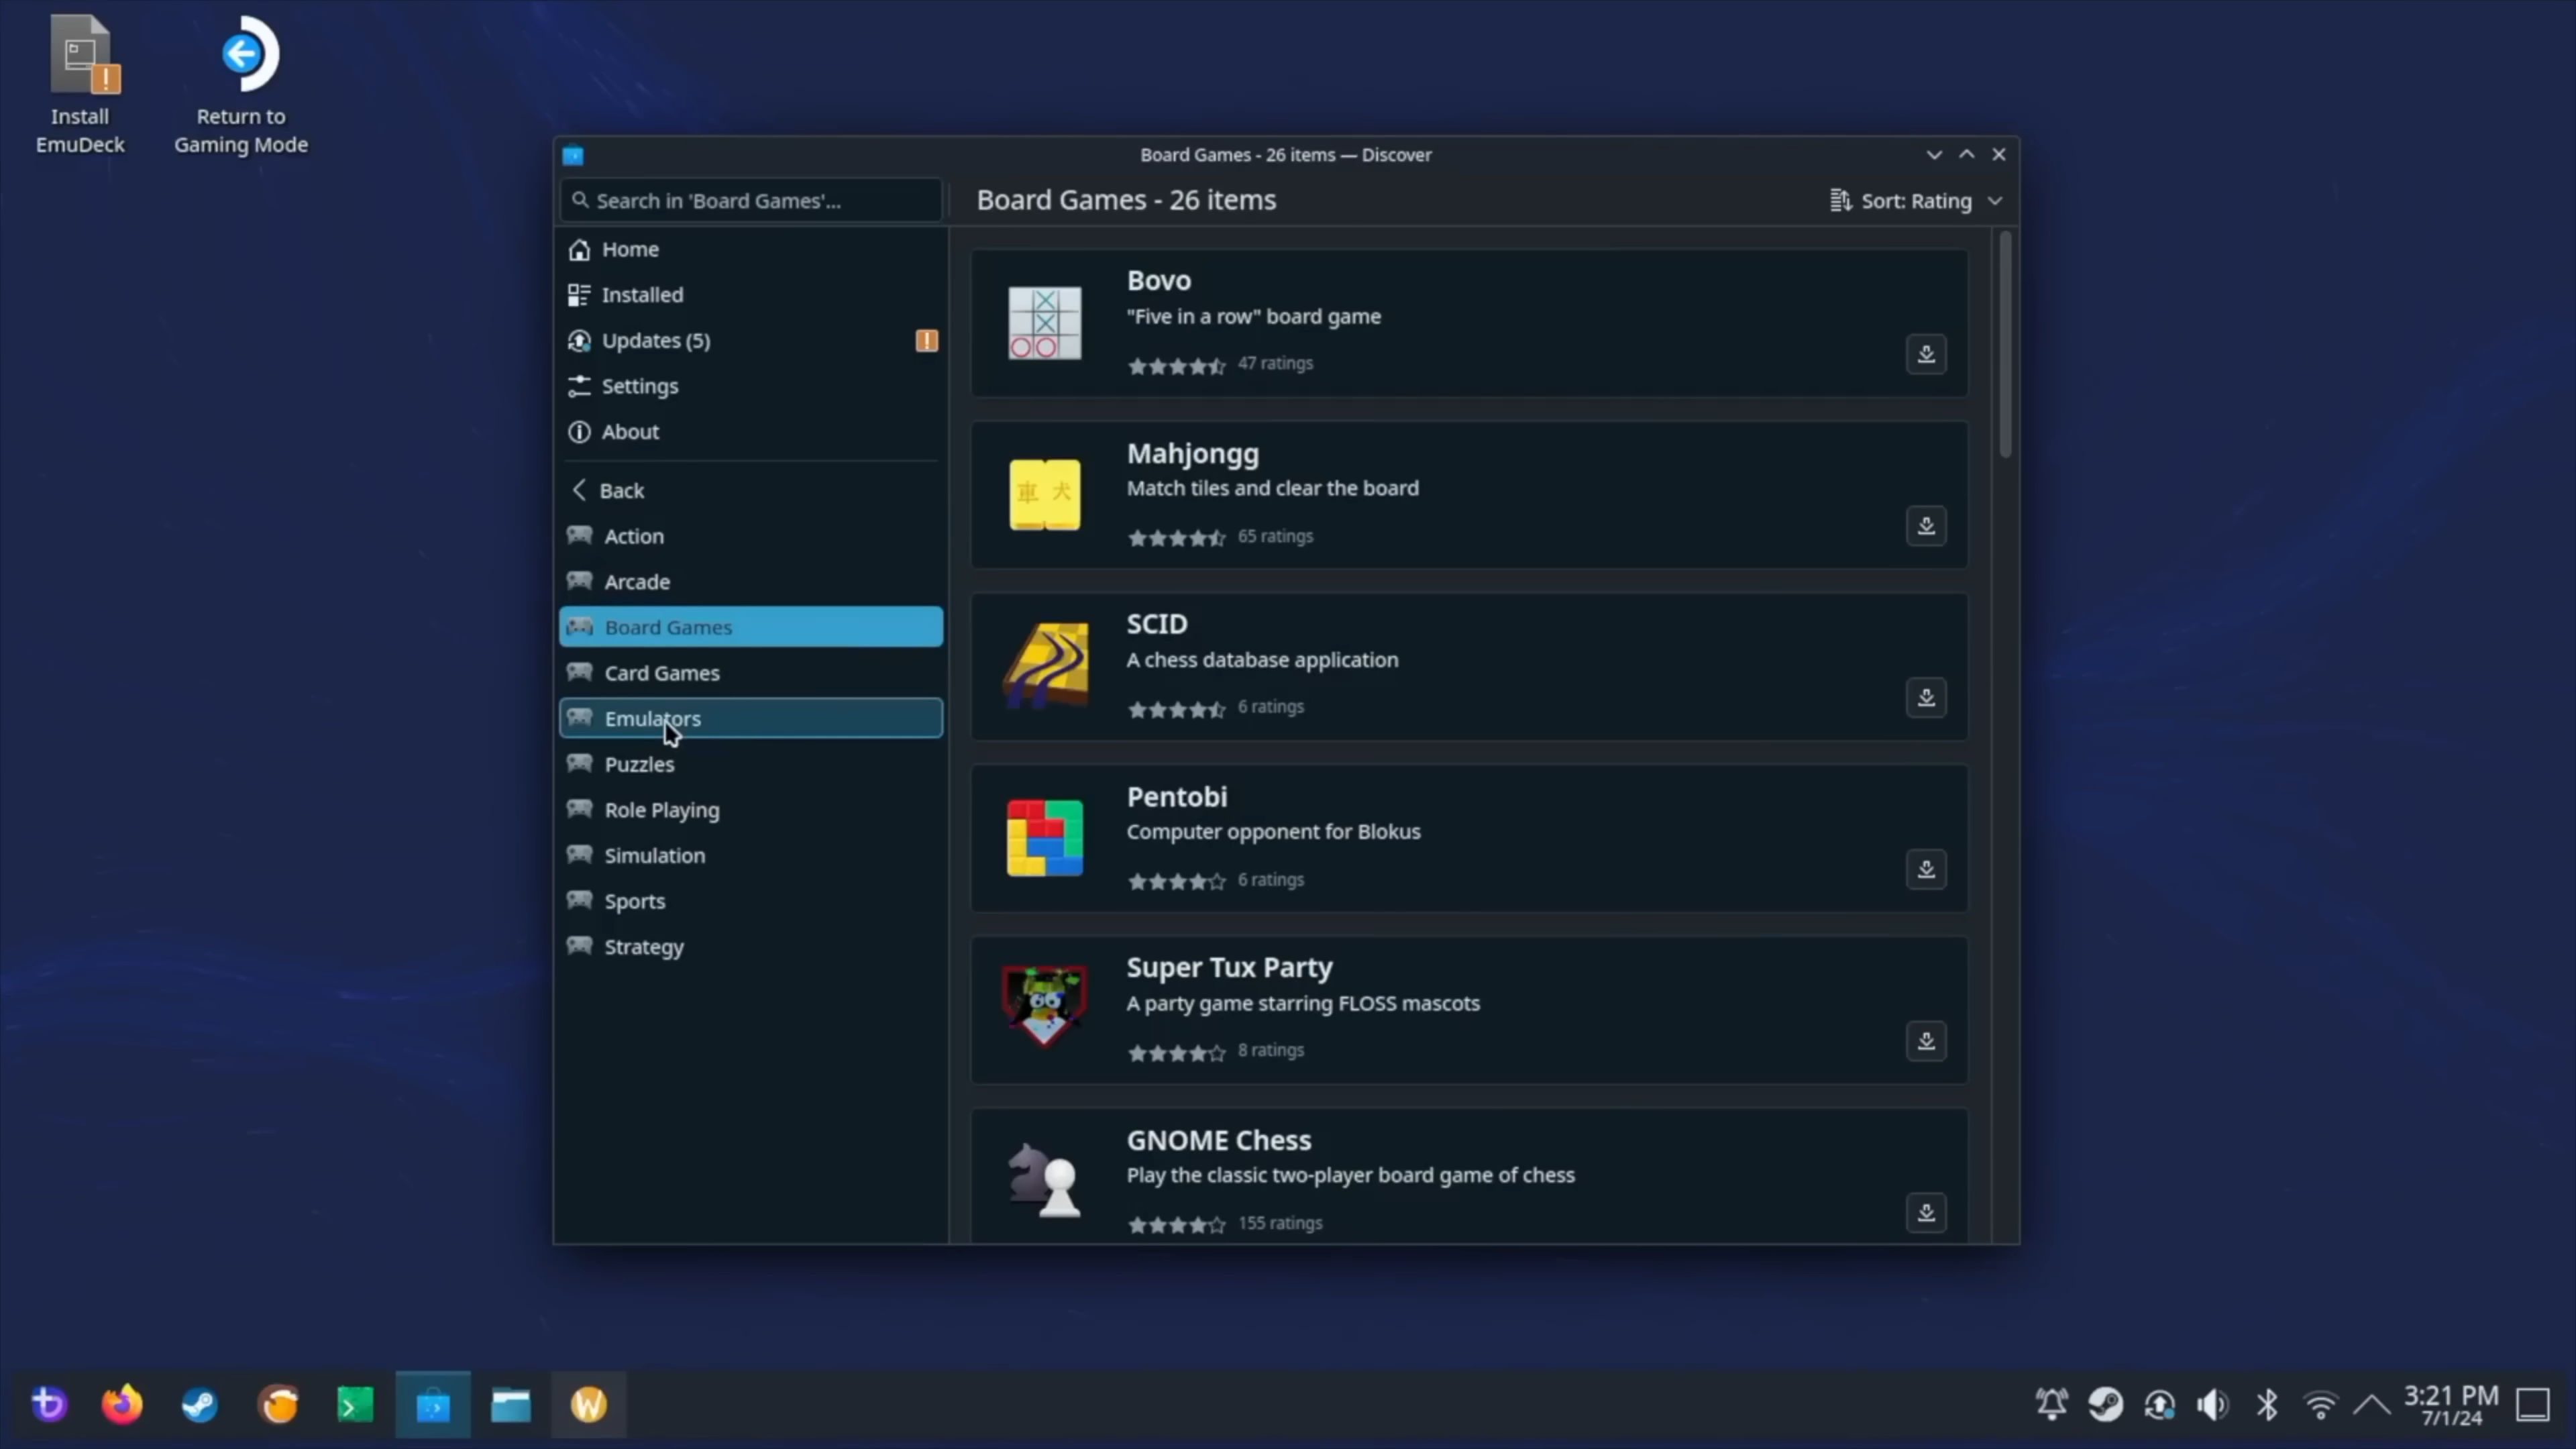 Install
EmuDeck
Return to
Gaming Mode
Board Games - 26 items — Discover
Search in 'Board Games'...
Board Games - 26 items
Sort: Rating
Home
Installed
Updates (5)
Settings
About
Back
Action
Arcade
Board Games
Card Games
Emulators
Puzzles
Role Playing
Simulation
Sports
Strategy
Bovo
"Five in a row" board game
47 ratings
Mahjongg
Match tiles and clear the board
65 ratings
SCID
A chess database application
6 ratings
Pentobi
Computer opponent for Blokus
6 ratings
Super Tux Party
A party game starring FLOSS mascots
8 ratings
GNOME Chess
Play the classic two-player board game of chess
155 ratings
3:21 PM
7/1/24